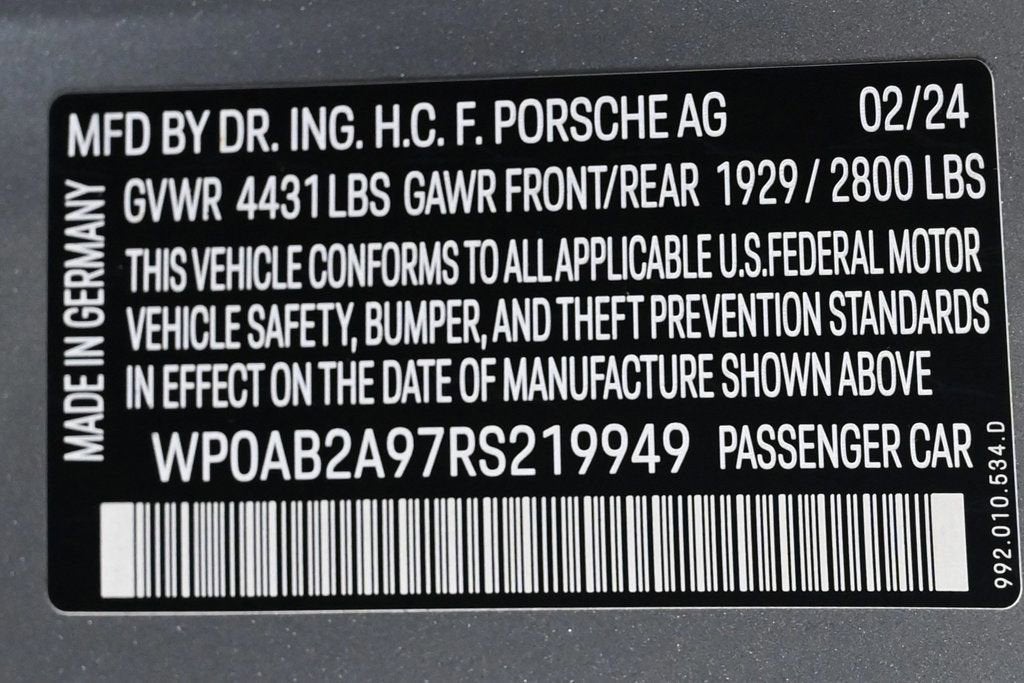 MFD BY DR. ING. H.C. F. PORSCHE AG 02/24
GVWR 4431 LBS GAWR FRONT/REAR 1929 / 2800 LBS
THIS VEHICLE CONFORMS TO ALL APPLICABLE U.S.FEDERAL MOTOR
VEHICLE SAFETY, BUMPER, AND THEFT PREVENTION STANDARDS
IN EFFECT ON THE DATE OF MANUFACTURE SHOWN ABOVE
WP0AB2A97RS219949 PASSENGER CAR
MADE IN GERMANY
992.010.534.D